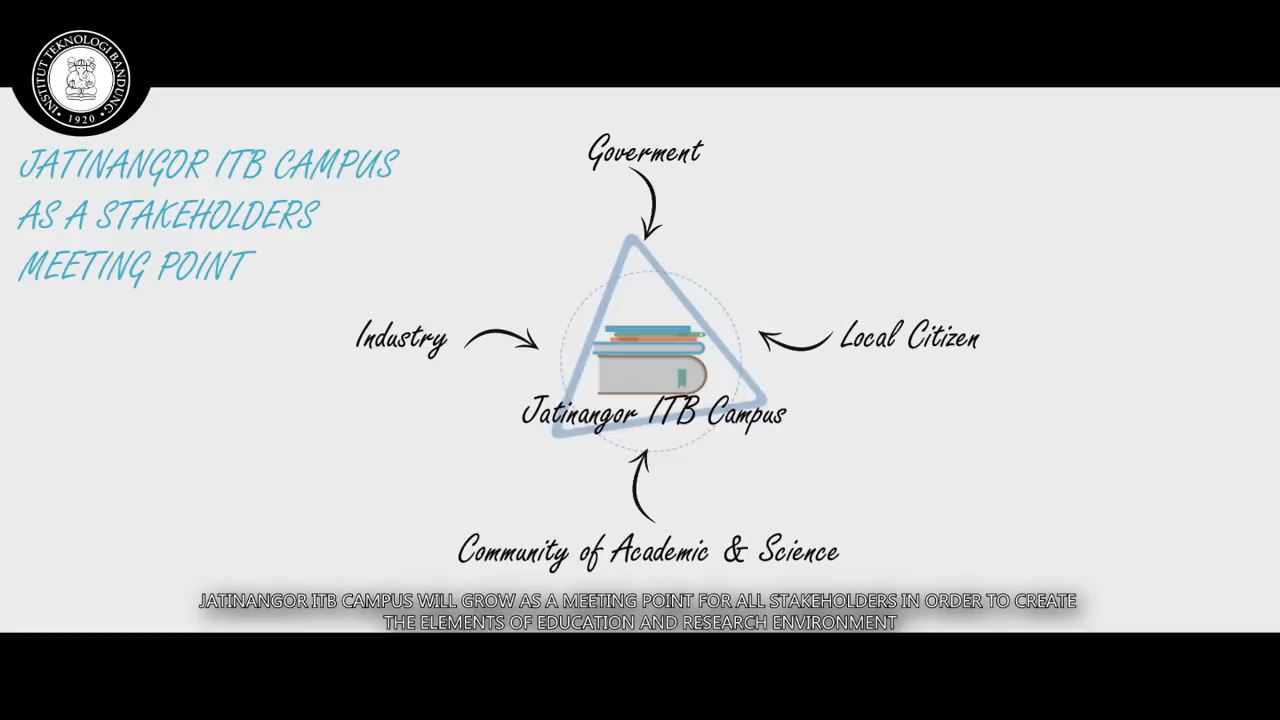 INSTITUT TEKNOLOGI BANDUNG
1920
JATINANGOR ITB CAMPUS
AS A STAKEHOLDERS
MEETING POINT
Goverment
Industry
Local Citizen
Jatinangor ITB Campus
Community of Academic & Science
JATINANGOR ITB CAMPUS WILL GROW AS A MEETING POINT FOR ALL STAKEHOLDERS IN ORDER TO CREATE
THE ELEMENTS OF EDUCATION AND RESEARCH ENVIRONMENT